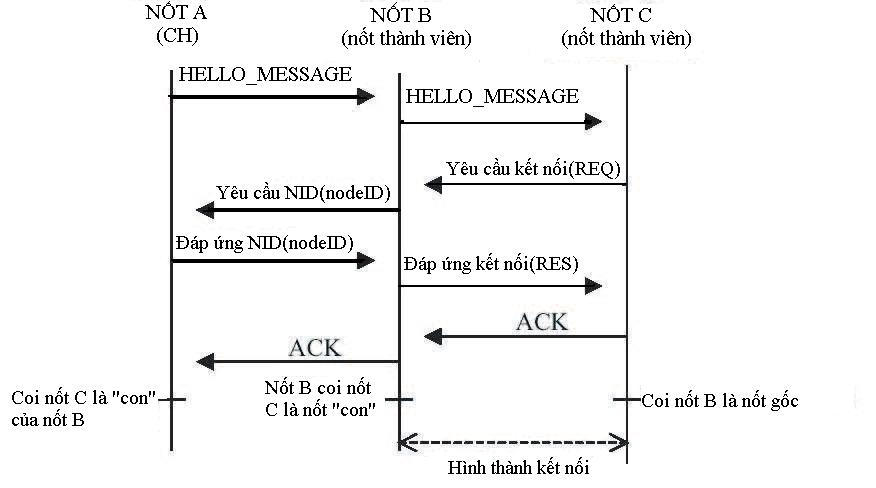 NỐT A
(CH)
NỐT B
(nốt thành viên)
NỐT C
(nốt thành viên)
HELLO_MESSAGE
HELLO_MESSAGE
Yêu cầu kết nối(REQ)
Yêu cầu NID(nodeID)
Đáp ứng NID(nodeID)
Đáp ứng kết nối(RES)
ACK
ACK
Coi nốt C là "con"
của nốt B
Nốt B coi nốt
C là nốt "con"
Coi nốt B là nốt gốc
Hình thành kết nối